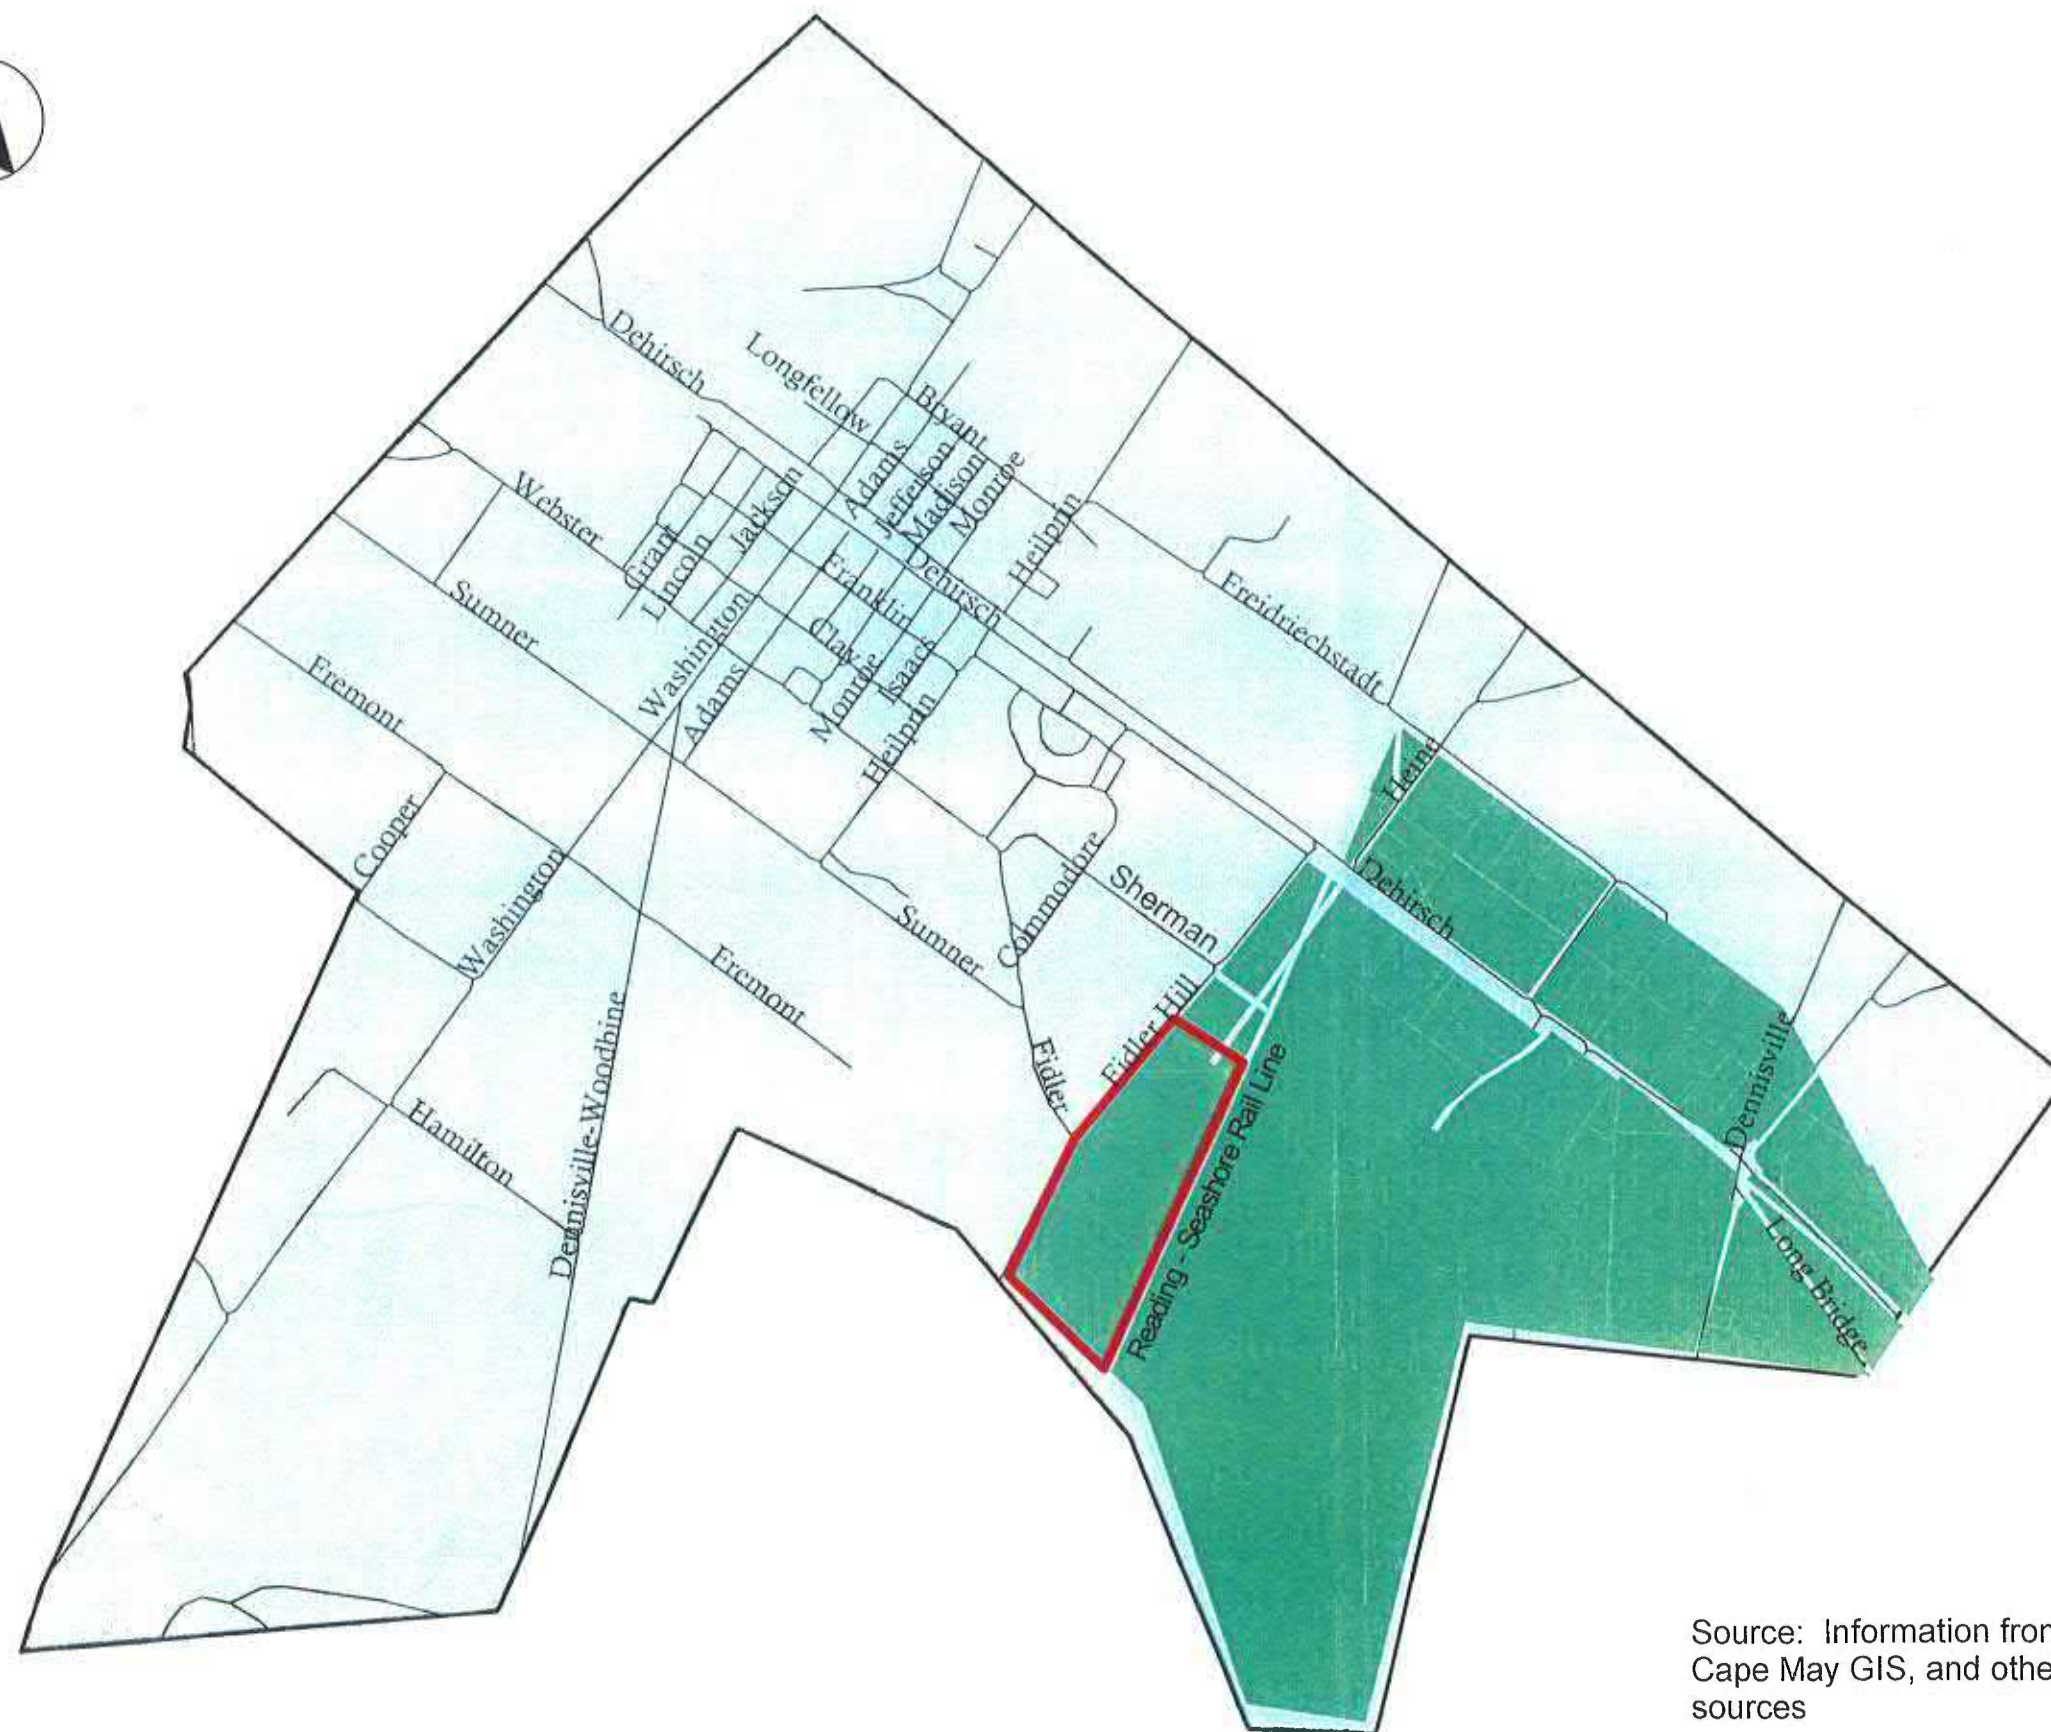 Dehirsch
Longfellow
Bryant
Adams
Jefferson
Madison
Monroe
Heilprin
Webster
Grant
Lincoln
Jackson
Franklin
Dehirsch
Freidriechstadt
Sumner
Washington
Adams
Clay
Monroe
Isaacs
Heilprin
Fremont
Heine
Cooper
Washington
Commodore
Sherman
Dehirsch
Sumner
Fremont
Fidler Hill
Fidler
Dennisville
Hamilton
Dennisville-Woodbine
Reading - Seashore Rail Line
Long Bridge
Source: Information from
Cape May GIS, and othe
sources